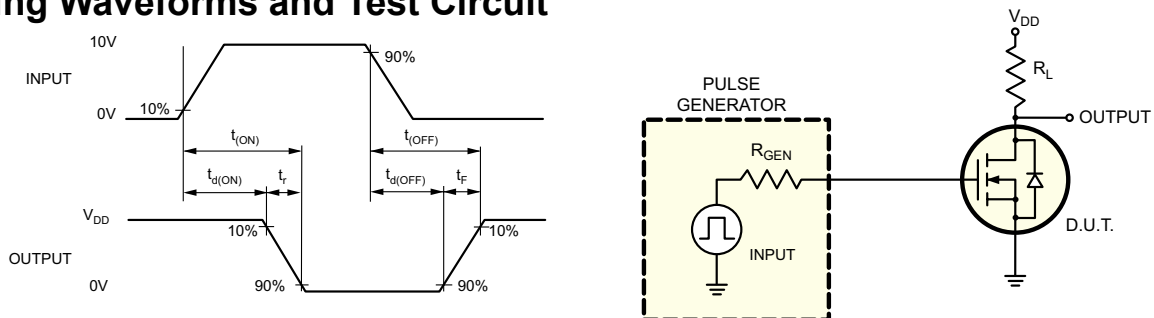 ing Waveforms and Test Circuit
10V
INPUT
0V
10%
90%
t(ON)
t(OFF)
td(ON)
tr
td(OFF)
tF
VDD
OUTPUT
0V
10%
90%
10%
90%
PULSE
GENERATOR
RGEN
INPUT
VDD
RL
OUTPUT
D.U.T.